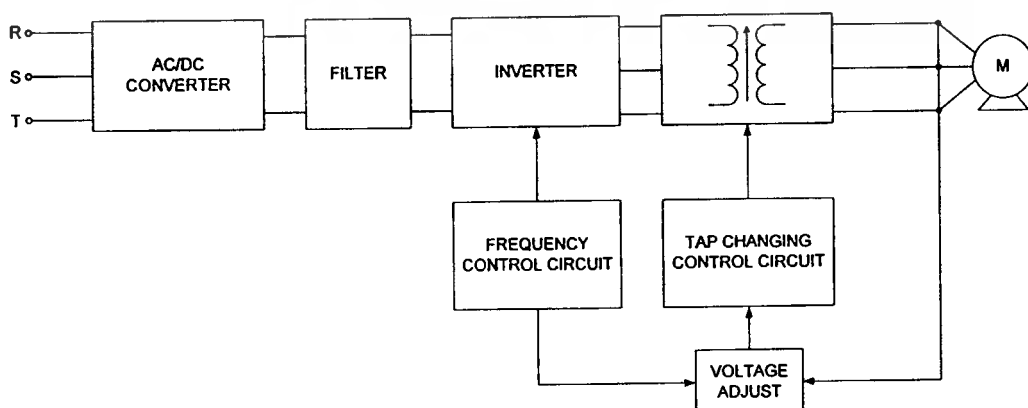 R
S
T
AC/DC
CONVERTER
FILTER
INVERTER
M
FREQUENCY
CONTROL CIRCUIT
TAP CHANGING
CONTROL CIRCUIT
VOLTAGE
ADJUST